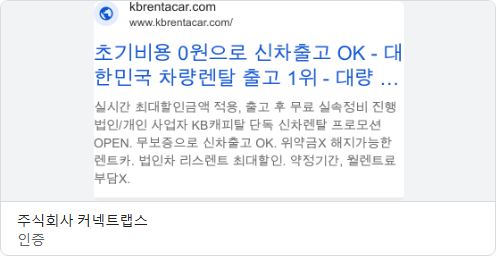 kbrentacar.com
www.kbrentacar.com/
초기비용 0원으로 신차출고 OK - 대
한민국 차량렌탈 출고 1위 - 대량 ...
실시간 최대할인금액 적용, 출고 후 무료 실속정비 진행
법인/개인 사업자 KB캐피탈 단독 신차렌탈 프로모션
OPEN. 무보증으로 신차출고 OK. 위약금X 해지가능한
렌트카. 법인차 리스렌트 최대할인. 약정기간, 월렌트료
부담X.
주식회사 커넥트랩스
인증